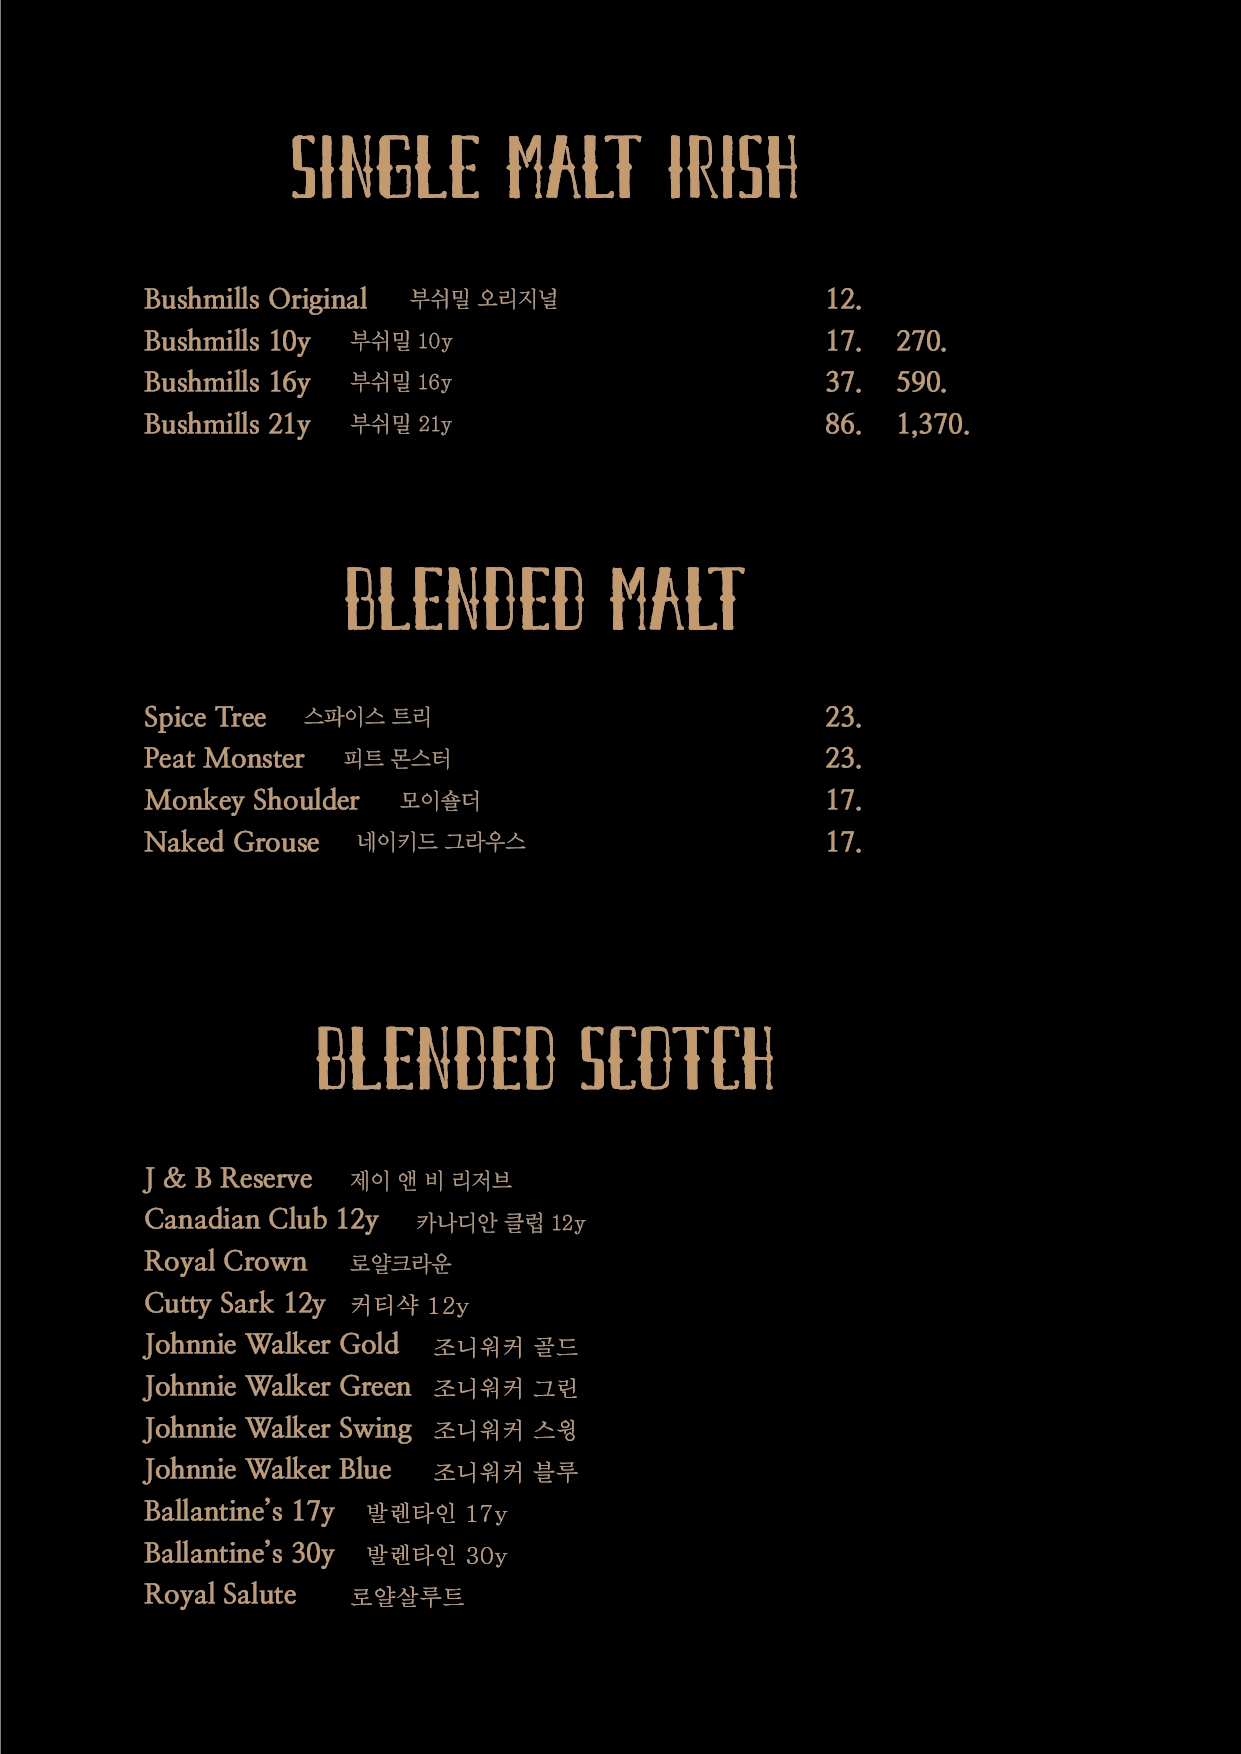 SINGLE MALT IRISH
Bushmills Original 부쉬밀 오리지널 12.
Bushmills 10y 부쉬밀 10y 17. 270.
Bushmills 16y 부쉬밀 16y 37. 590.
Bushmills 21y 부쉬밀 21y 86. 1,370.
BLENDED MALT
Spice Tree 스파이스 트리 23.
Peat Monster 피트 몬스터 23.
Monkey Shoulder 모이숄더 17.
Naked Grouse 네이키드 그라우스 17.
BLENDED SCOTCH
J & B Reserve 제이 앤 비 리저브
Canadian Club 12y 카나디안 클럽 12y
Royal Crown 로얄크라운
Cutty Sark 12y 커티샥 12y
Johnnie Walker Gold 조니워커 골드
Johnnie Walker Green 조니워커 그린
Johnnie Walker Swing 조니워커 스윙
Johnnie Walker Blue 조니워커 블루
Ballantine’s 17y 발렌타인 17y
Ballantine’s 30y 발렌타인 30y
Royal Salute 로얄살루트